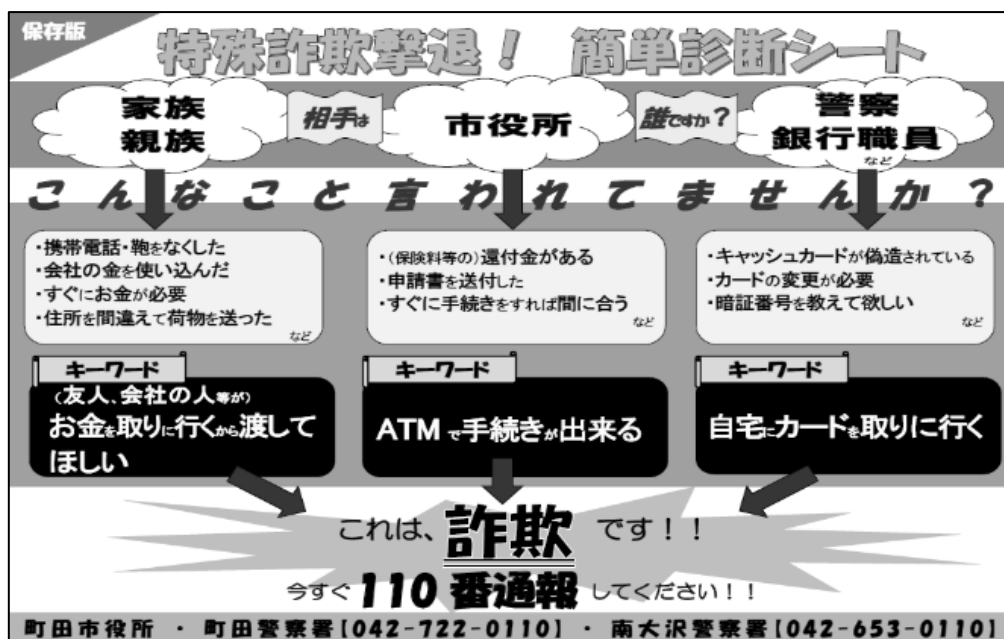 保存版
特殊詐欺撃退! 簡単診断シート
家族
親族
相手は
市役所
誰ですか?
警察
銀行職員
など
こんなこと言われてませんか?
・携帯電話・鞄をなくした
・会社の金を使い込んだ
・すぐにお金が必要
・住所を間違えて荷物を送った
など
・(保険料等の)還付金がある
・申請書を送付した
・すぐに手続きをすれば間に合う
など
・キャッシュカードが偽造されている
・カードの変更が必要
・暗証番号を教えて欲しい
など
キーワード
(友人、会社の人等が)
お金を取りに行くから渡して
ほしい
キーワード
ATMで手続きが出来る
キーワード
自宅にカードを取りに行く
これは、詐欺です!!
今すぐ110番通報してください!!
町田市役所 ・ 町田警察署【042-722-0110】 ・ 南大沢警察署【042-653-0110】